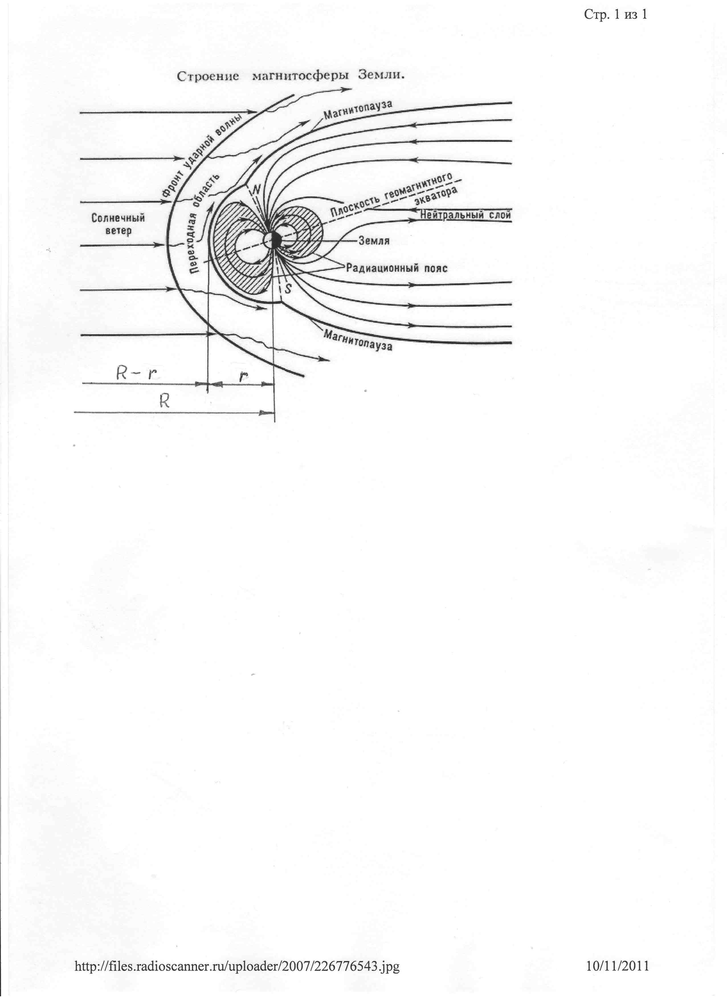 Стр. 1 из 1
Строение магнитосферы Земли.
Магнитопауза
Фронт ударной волны
Переходная область
N
Плоскость геомагнитного
экватора
Солнечный
ветер
Нейтральный слой
Земля
Радиационный пояс
S
Магнитопауза
R - r
r
R
http://files.radioscanner.ru/uploader/2007/226776543.jpg
10/11/2011